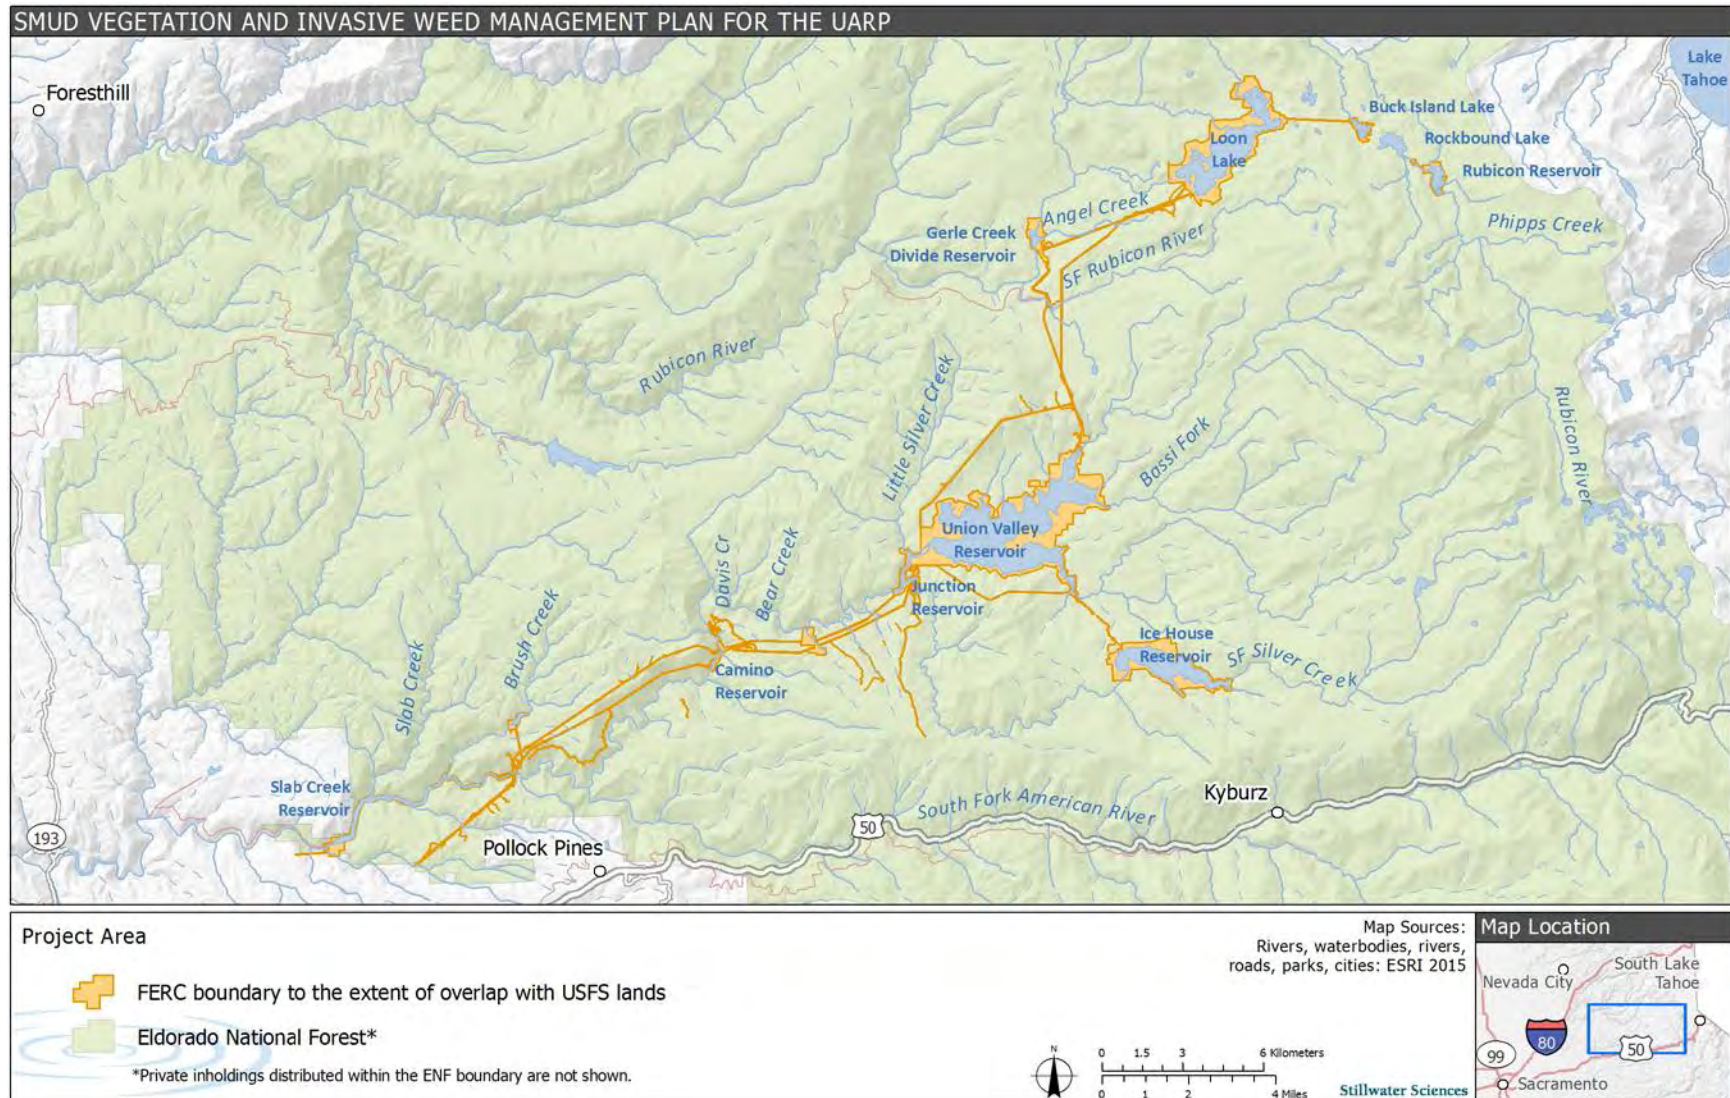 SMUD VEGETATION AND INVASIVE WEED MANAGEMENT PLAN FOR THE UARP
Foresthill
Lake
Tahoe
Buck Island Lake
Loon
Lake
Rockbound Lake
Rubicon Reservoir
Angel Creek
Phipps Creek
Gerle Creek
Divide Reservoir
SF Rubicon River
Rubicon River
Little Silver Creek
Rubicon River
Bassi Fork
Union Valley
Reservoir
Davis Cr
Bear Creek
Junction
Reservoir
Brush Creek
Slab Creek
Ice House
Reservoir
SF Silver Creek
Camino
Reservoir
Slab Creek
Reservoir
Kyburz
South Fork American River
50
193
Pollock Pines
Project Area
FERC boundary to the extent of overlap with USFS lands
Eldorado National Forest*
*Private inholdings distributed within the ENF boundary are not shown.
Map Sources:
Rivers, waterbodies, rivers,
roads, parks, cities: ESRI 2015
N
0 1.5 3 6 Kilometers
0 1 2 4 Miles
Stillwater Sciences
Map Location
Nevada City
South Lake
Tahoe
80
50
99
Sacramento